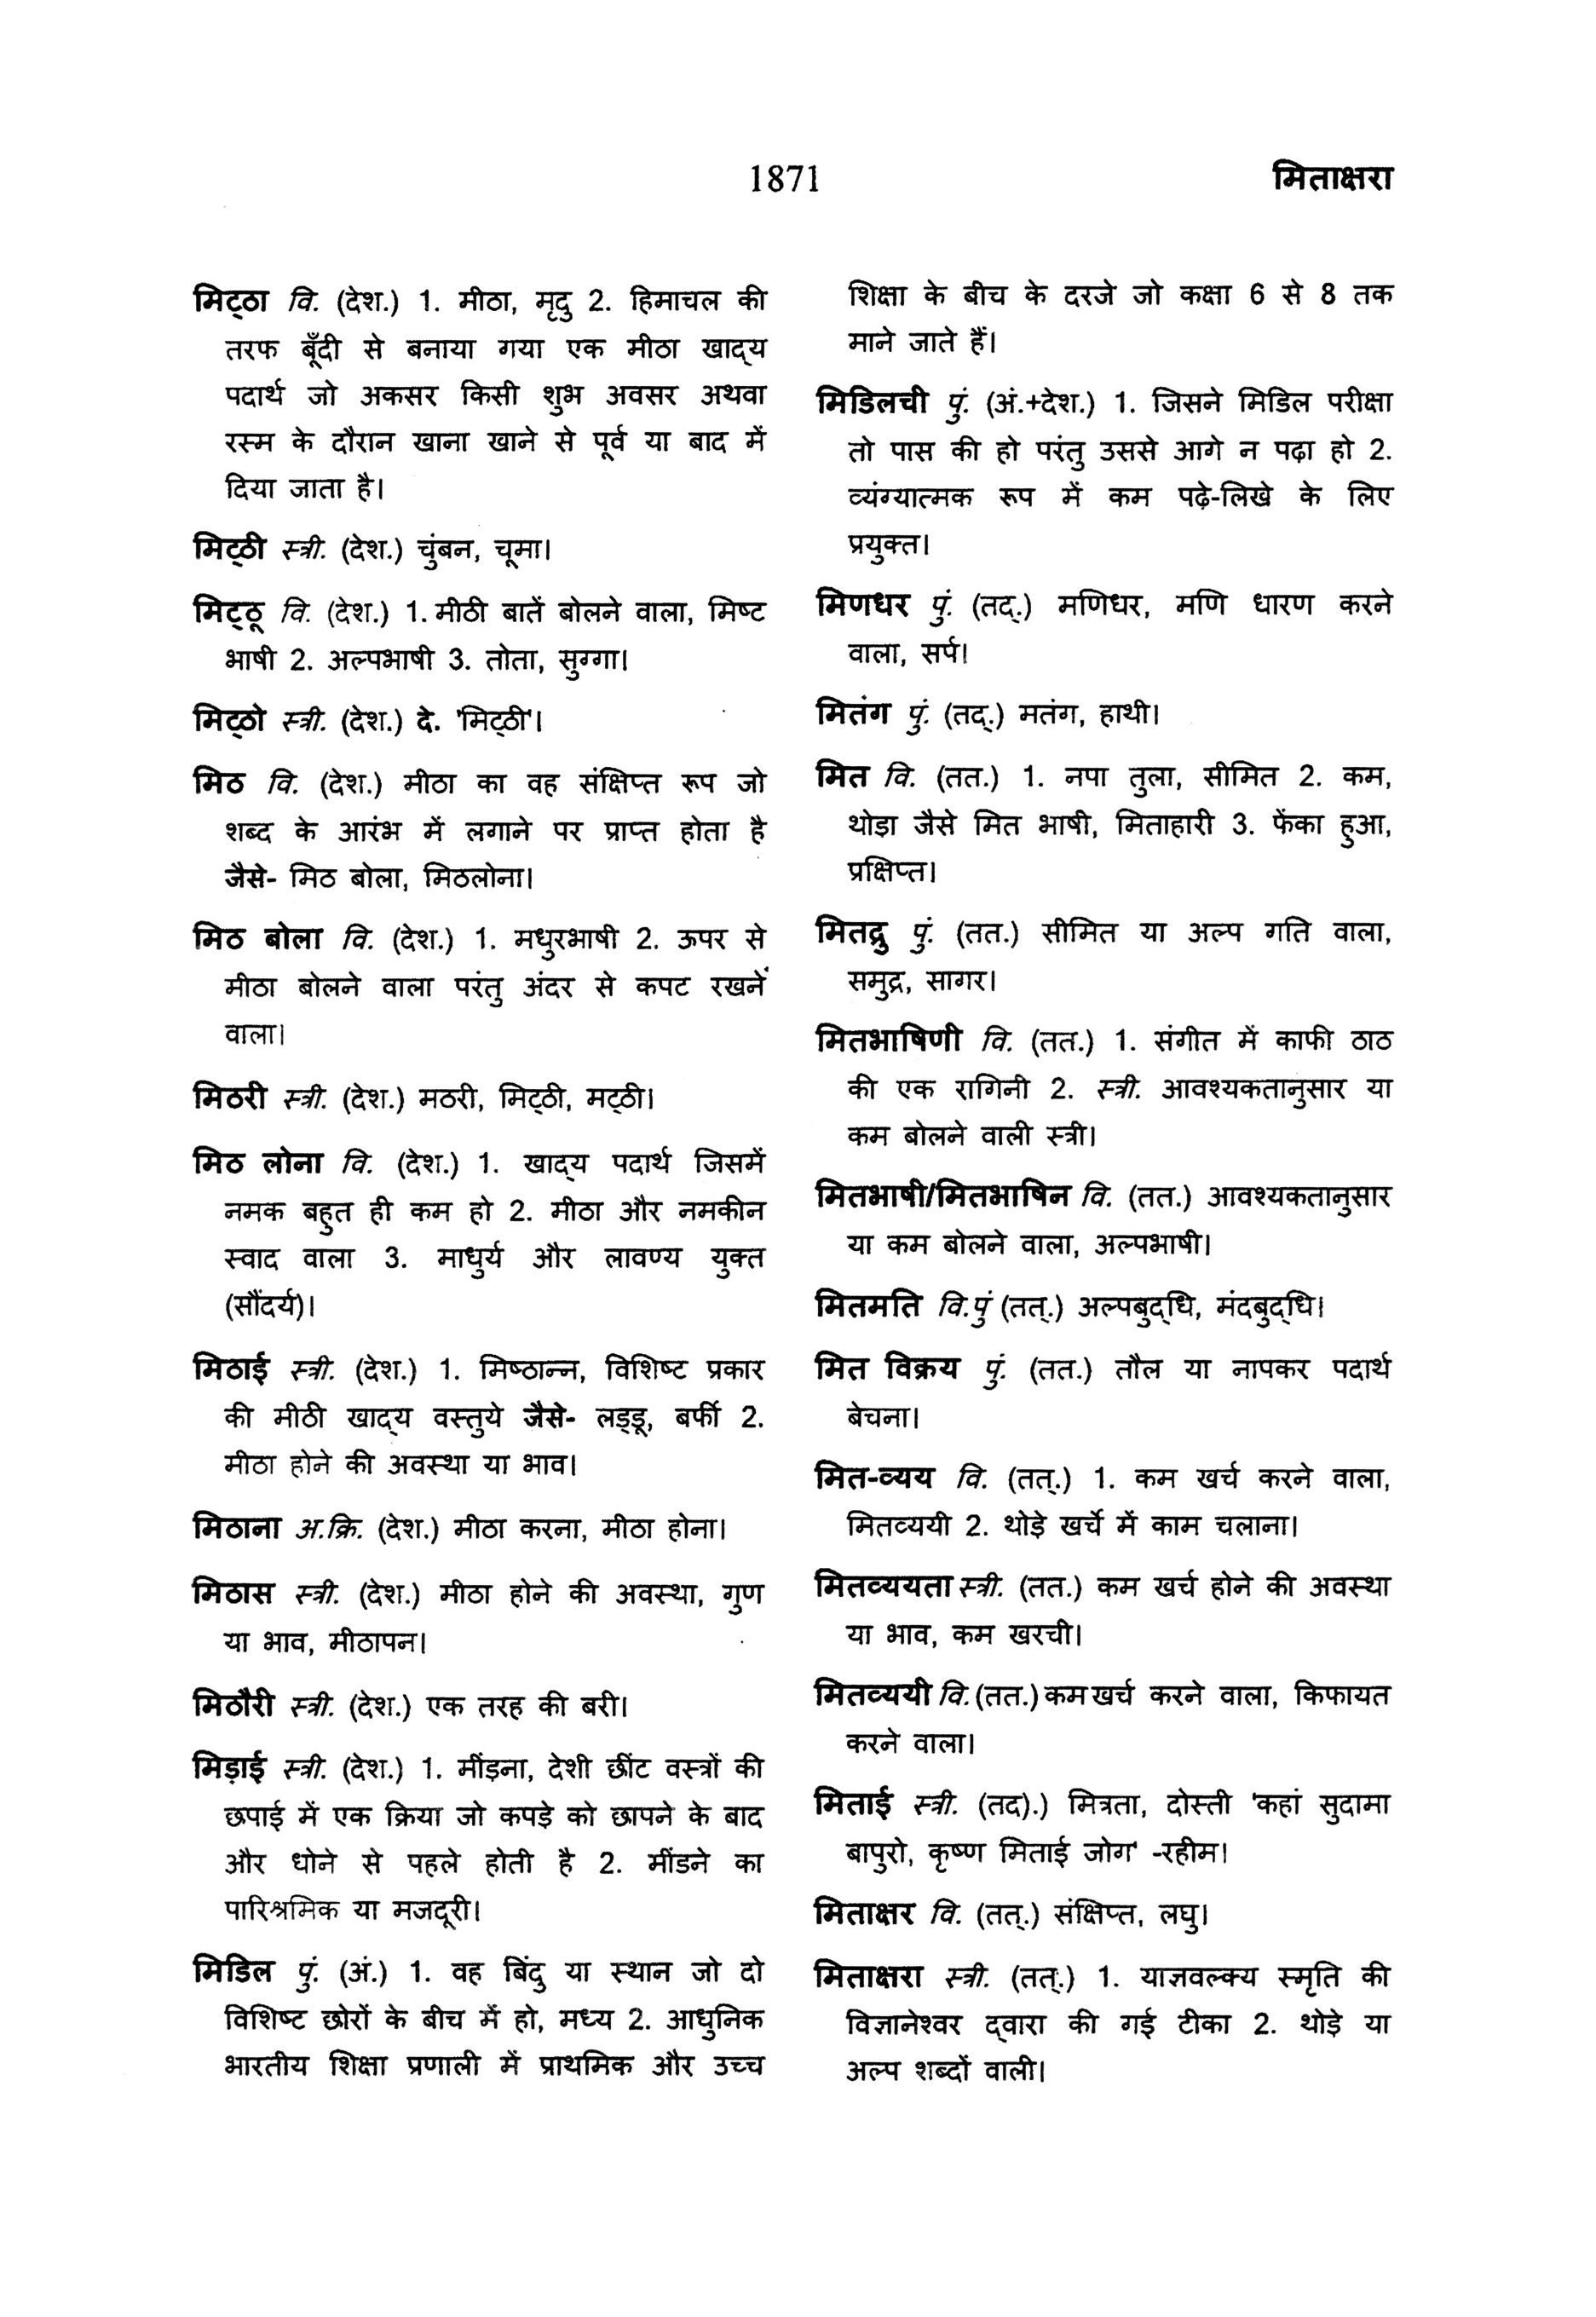 1871
मिताक्षरा
मिट्ठा वि. (देश.) 1. मीठा, मृदु 2. हिमाचल की
तरफ बूँदी से बनाया गया एक मीठा खाद्य
पदार्थ जो अकसर किसी शुभ अवसर अथवा
रस्म के दौरान खाना खाने से पूर्व या बाद में
दिया जाता है।
मिट्ठी स्त्री. (देश.) चुंबन, चूमा।
मिट्ठू वि. (देश.) 1. मीठी बातें बोलने वाला, मिष्ट
भाषी 2. अल्पभाषी 3. तोता, सुग्गा।
मिट्ठो स्त्री. (देश.) दे. 'मिट्ठी'।
मिठ वि. (देश.) मीठा का वह संक्षिप्त रूप जो
शब्द के आरंभ में लगाने पर प्राप्त होता है
जैसे- मिठ बोला, मिठलोना।
मिठ बोला वि. (देश.) 1. मधुरभाषी 2. ऊपर से
मीठा बोलने वाला परंतु अंदर से कपट रखने
वाला।
मिठरी स्त्री. (देश.) मठरी, मिट्ठी, मट्ठी।
मिठ लोना वि. (देश.) 1. खाद्य पदार्थ जिसमें
नमक बहुत ही कम हो 2. मीठा और नमकीन
स्वाद वाला 3. माधुर्य और लावण्य युक्त
(सौंदर्य)।
मिठाई स्त्री. (देश.) 1. मिष्ठान्न, विशिष्ट प्रकार
की मीठी खाद्य वस्तुये जैसे- लड्डू, बर्फी 2.
मीठा होने की अवस्था या भाव।
मिठाना अ.क्रि. (देश.) मीठा करना, मीठा होना।
मिठास स्त्री. (देश.) मीठा होने की अवस्था, गुण
या भाव, मीठापन।
मिठौरी स्त्री. (देश.) एक तरह की बरी।
मिड़ाई स्त्री. (देश.) 1. मींड़ना, देशी छींट वस्त्रों की
छपाई में एक क्रिया जो कपड़े को छापने के बाद
और धोने से पहले होती है 2. मींडने का
पारिश्रमिक या मजदूरी।
मिडिल पुं. (अं.) 1. वह बिंदु या स्थान जो दो
विशिष्ट छोरों के बीच में हो, मध्य 2. आधुनिक
भारतीय शिक्षा प्रणाली में प्राथमिक और उच्च
शिक्षा के बीच के दरजे जो कक्षा 6 से 8 तक
माने जाते हैं।
मिडिलची पुं. (अं.+देश.) 1. जिसने मिडिल परीक्षा
तो पास की हो परंतु उससे आगे न पढ़ा हो 2.
व्यंग्यात्मक रूप में कम पढ़े-लिखे के लिए
प्रयुक्त।
मिणधर पुं. (तद्.) मणिधर, मणि धारण करने
वाला, सर्प।
मितंग पुं. (तद्.) मतंग, हाथी।
मित वि. (तत.) 1. नपा तुला, सीमित 2. कम,
थोड़ा जैसे मित भाषी, मिताहारी 3. फेंका हुआ,
प्रक्षिप्त।
मितद्रु पुं. (तत.) सीमित या अल्प गति वाला,
समुद्र, सागर।
मितभाषिणी वि. (तत.) 1. संगीत में काफी ठाठ
की एक रागिनी 2. स्त्री. आवश्यकतानुसार या
कम बोलने वाली स्त्री।
मितभाषी/मितभाषिन वि. (तत.) आवश्यकतानुसार
या कम बोलने वाला, अल्पभाषी।
मितमति वि.पुं (तत्.) अल्पबुद्धि, मंदबुद्धि।
मित विक्रय पुं. (तत.) तौल या नापकर पदार्थ
बेचना।
मित-व्यय वि. (तत्.) 1. कम खर्च करने वाला,
मितव्ययी 2. थोड़े खर्चे में काम चलाना।
मितव्ययता स्त्री. (तत.) कम खर्च होने की अवस्था
या भाव, कम खरची।
मितव्ययी वि. (तत.) कम खर्च करने वाला, किफायत
करने वाला।
मिताई स्त्री. (तद).) मित्रता, दोस्ती 'कहां सुदामा
बापुरो, कृष्ण मिताई जोग' -रहीम।
मिताक्षर वि. (तत्.) संक्षिप्त, लघु।
मिताक्षरा स्त्री. (तत्.) 1. याज्ञवल्क्य स्मृति की
विज्ञानेश्वर द्वारा की गई टीका 2. थोड़े या
अल्प शब्दों वाली।